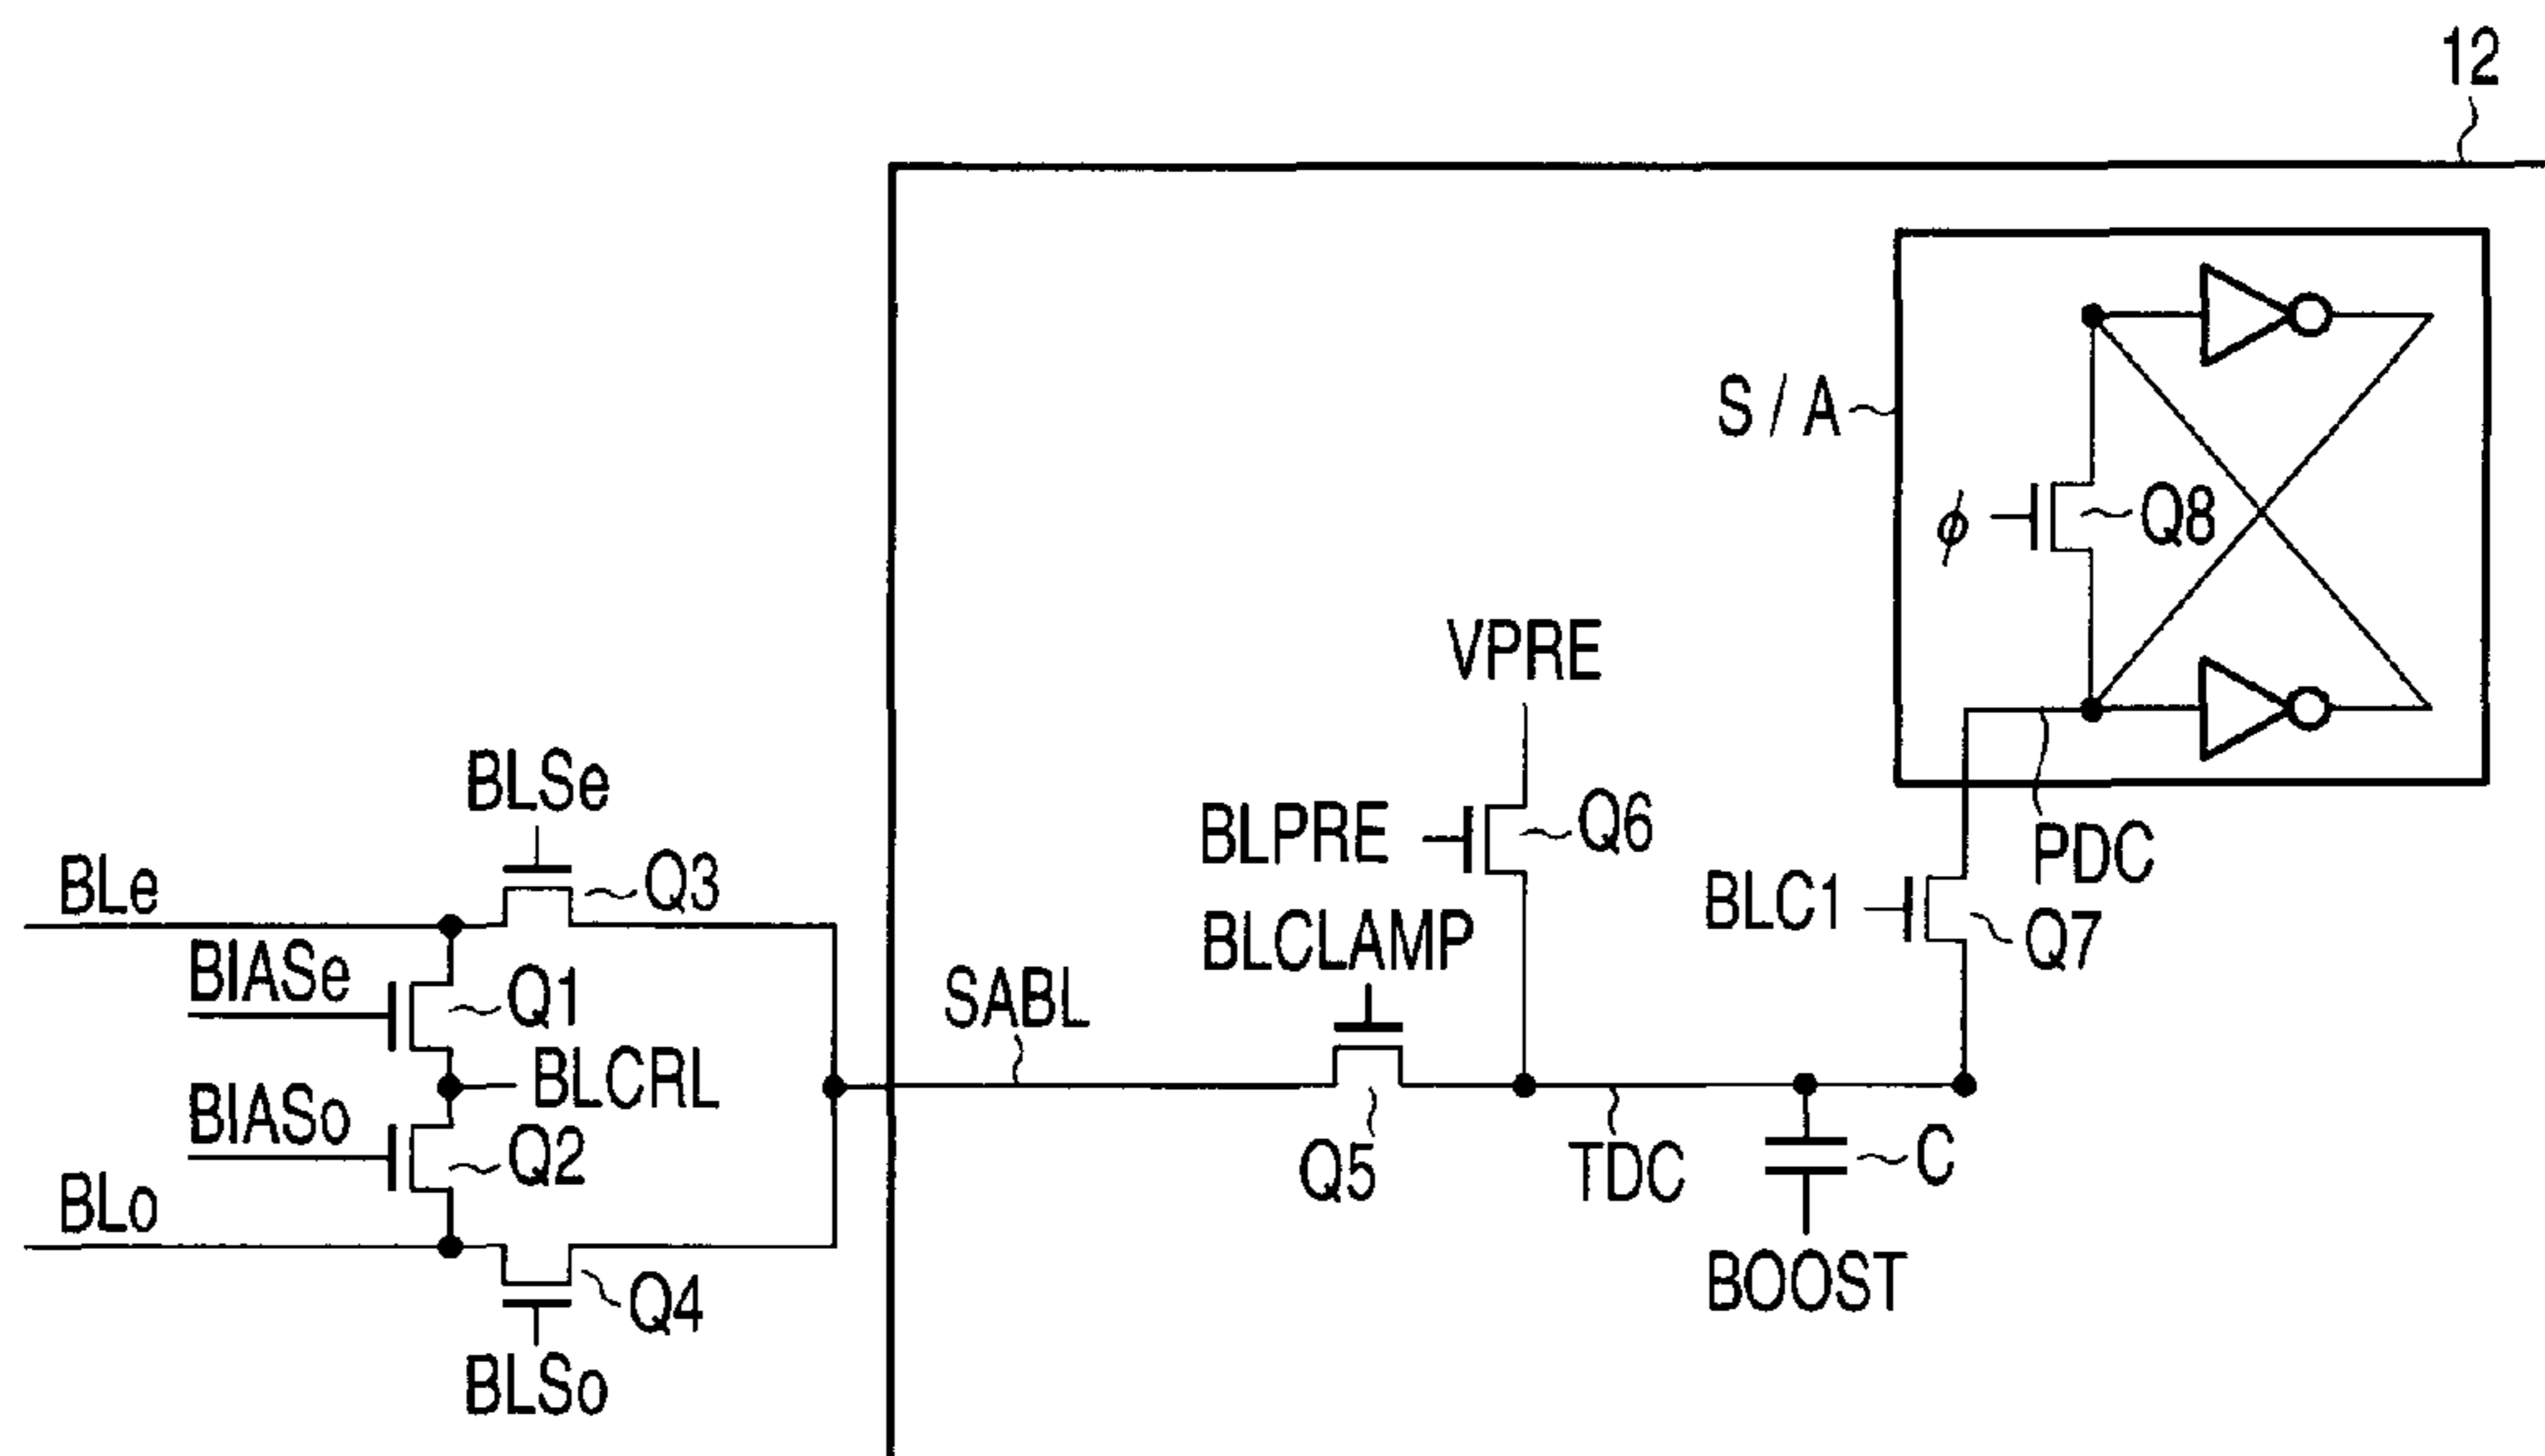 12
S / A
ϕ
Q8
VPRE
BLSe
BLPRE
Q6
PDC
BLe
Q3
BLC1
Q7
BLCLAMP
BIASe
Q1
SABL
BLCRL
BIASo
Q2
Q5
TDC
C
BLo
Q4
BOOST
BLSo